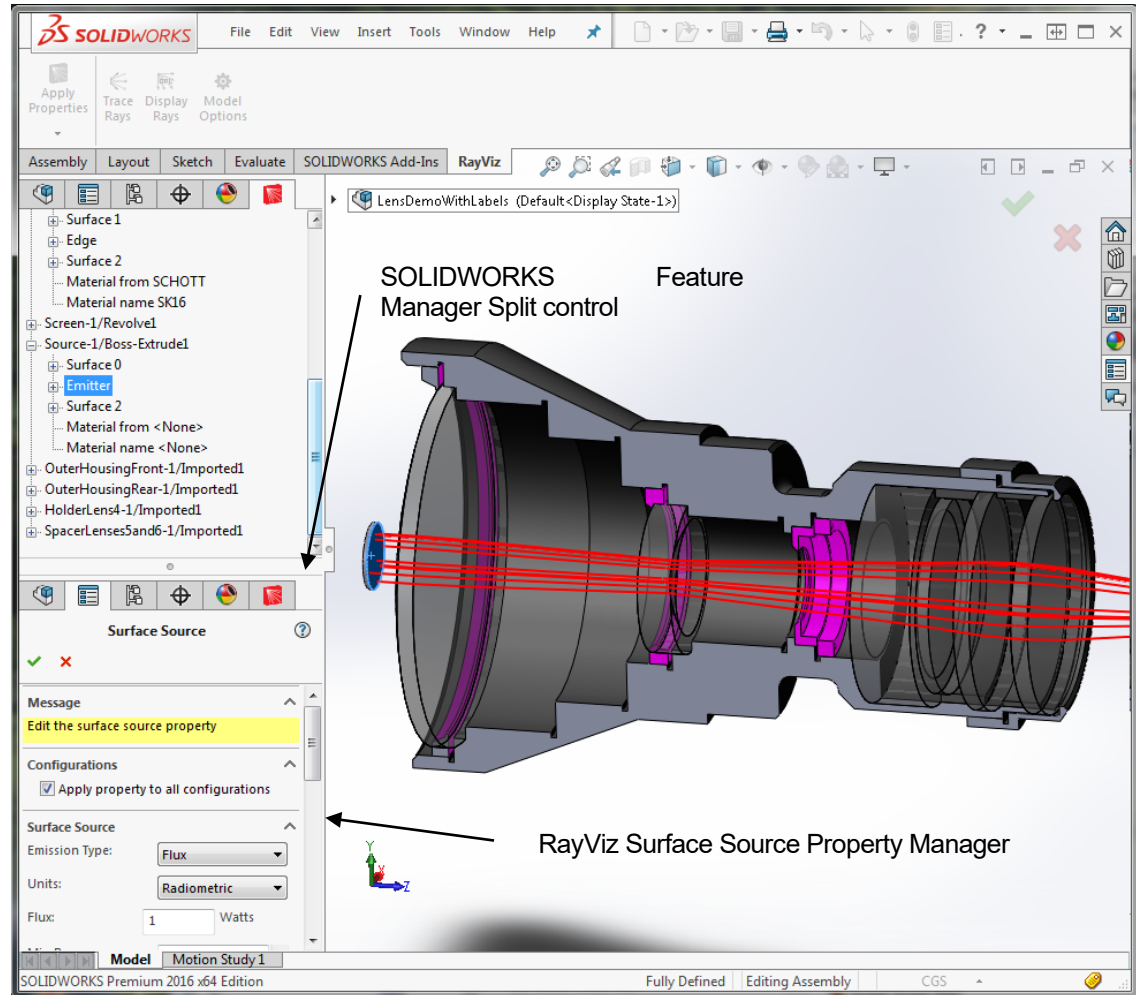 SOLIDWORKS File Edit View Insert Tools Window Help
Apply Properties
Trace Rays
Display Rays
Model Options
Assembly Layout Sketch Evaluate SOLIDWORKS Add-Ins RayViz
LensDemoWithLabels (Default<Display State-1>)
Surface 1
Edge
Surface 2
Material from SCHOTT
Material name SK16
Screen-1/Revolve1
Source-1/Boss-Extrude1
Surface 0
Emitter
Surface 2
Material from <None>
Material name <None>
OuterHousingFront-1/Imported1
OuterHousingRear-1/Imported1
HolderLens4-1/Imported1
SpacerLenses5and6-1/Imported1
SOLIDWORKS Feature
Manager Split control
Surface Source
Message
Edit the surface source property
Configurations
Apply property to all configurations
Surface Source
Emission Type: Flux
Units: Radiometric
Flux: 1 Watts
RayViz Surface Source Property Manager
Y
X
Z
Model Motion Study 1
SOLIDWORKS Premium 2016 x64 Edition Fully Defined Editing Assembly CGS